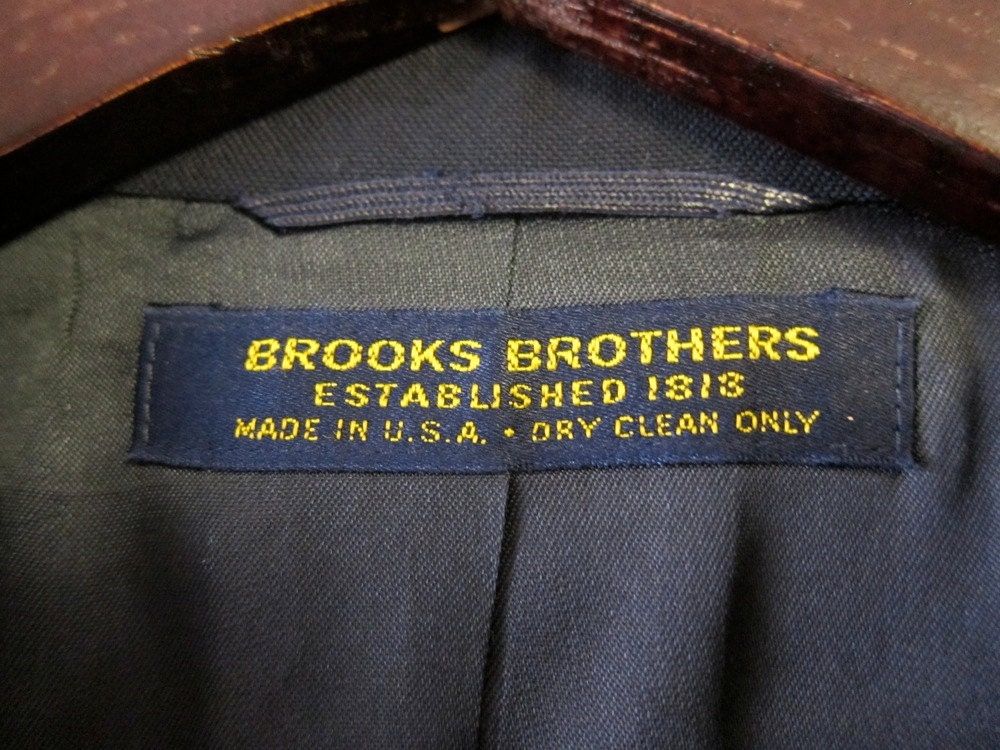 BROOKS BROTHERS
ESTABLISHED 1818
MADE IN U.S.A. • DRY CLEAN ONLY